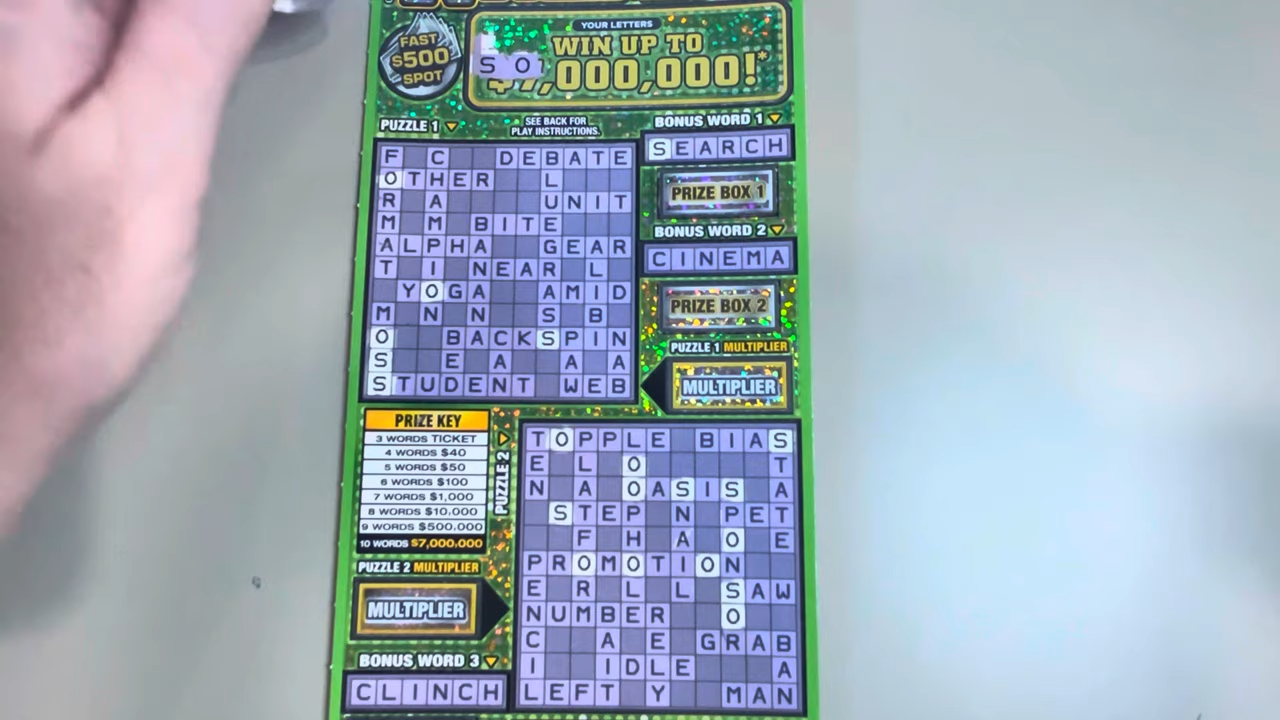 YOUR LETTERS
FAST
$500
SPOT
WIN UP TO
S O
,000,000!*
PUZZLE 1
SEE BACK FOR
PLAY INSTRUCTIONS.
BONUS WORD 1
SEARCH
PRIZE BOX 1
BONUS WORD 2
CINEMA
PRIZE BOX 2
PUZZLE 1 MULTIPLIER
MULTIPLIER
F C DEBATE
OTHER L
R A UNIT
M M BITE
ALPHA GEAR
T I NEAR L
YOGA AMID
M N N S B
O BACKSPIN
S E A A A
STUDENT WEB
PRIZE KEY
3 WORDS TICKET
4 WORDS $40
5 WORDS $50
6 WORDS $100
7 WORDS $1,000
8 WORDS $10,000
9 WORDS $500,000
10 WORDS $7,000,000
PUZZLE 2 MULTIPLIER
MULTIPLIER
BONUS WORD 3
CLINCH
PUZZLE 2
TOPPLE BIAS
E L O T
N A OASIS A
STEP N PET
F H A O E
PROMOTION N
E R L L SAW
NUMBER O
C A E GRAB
I IDLE A
LEFT Y MAN